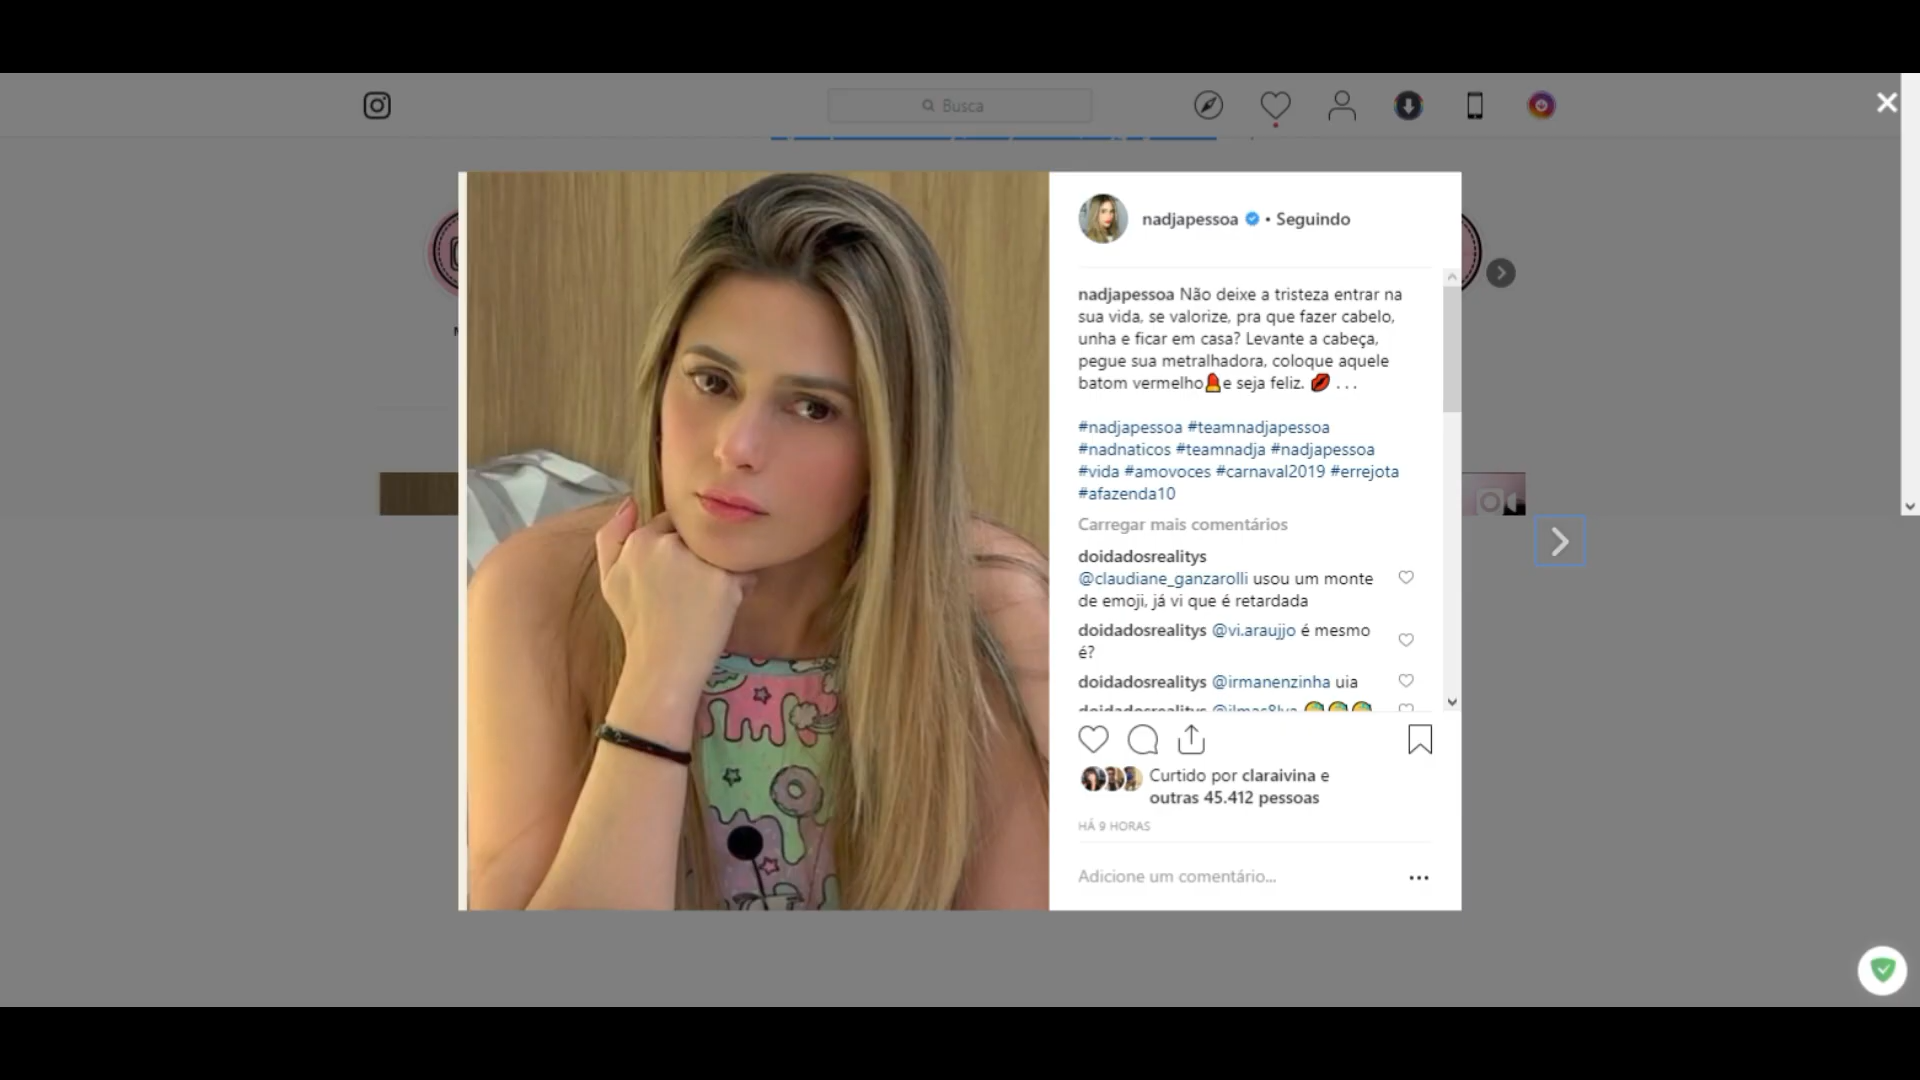 Busca
nadjapessoa • Seguindo
nadjapessoa Não deixe a tristeza entrar na
sua vida, se valorize, pra que fazer cabelo,
unha e ficar em casa? Levante a cabeça,
pegue sua metralhadora, coloque aquele
batom vermelho💄e seja feliz. 💋 . . .
#nadjapessoa #teamnadjapessoa
#nadnaticos #teamnadja #nadjapessoa
#vida #amovoces #carnaval2019 #errejota
#afazenda10
Carregar mais comentários
doidadosrealitys
@claudiane_ganzarolli usou um monte
de emoji, já vi que é retardada
doidadosrealitys @vi.araujjo é mesmo
é?
doidadosrealitys @irmanenzinha uia
doidadosrealitys
Curtido por claraivina e
outras 45.412 pessoas
HÁ 9 HORAS
Adicione um comentário...